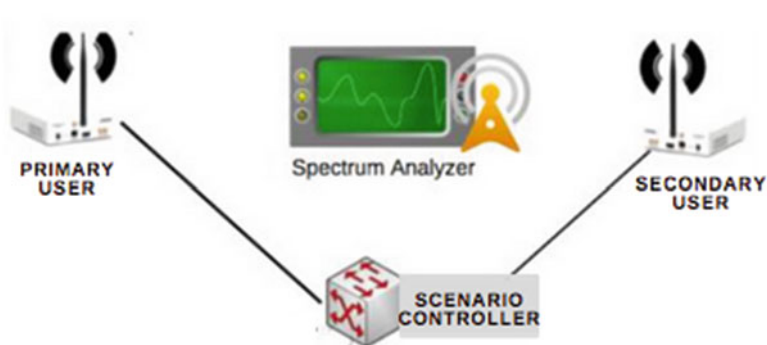 PRIMARY
USER
Spectrum Analyzer
SECONDARY
USER
SCENARIO
CONTROLLER